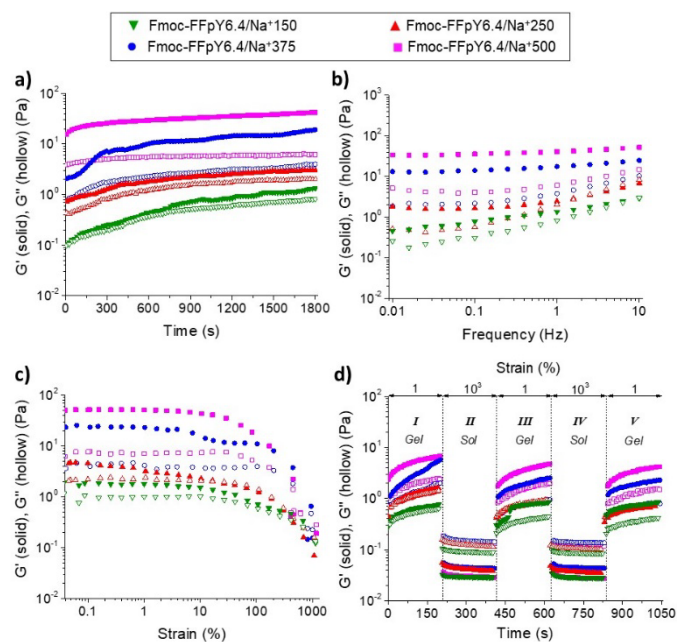 Fmoc-FFpY6.4/Na⁺150
Fmoc-FFpY6.4/Na⁺250
Fmoc-FFpY6.4/Na⁺375
Fmoc-FFpY6.4/Na⁺500
a)
G' (solid), G'' (hollow) (Pa)
10²
10¹
10⁰
10⁻¹
10⁻²
0 300 600 900 1200 1500 1800
Time (s)
b)
G' (solid), G'' (hollow) (Pa)
10³
10²
10¹
10⁰
10⁻¹
10⁻²
0.01 0.1 1 10
Frequency (Hz)
c)
G' (solid), G'' (hollow) (Pa)
10²
10¹
10⁰
10⁻¹
10⁻²
0.1 1 10 100 1000
Strain (%)
d)
Strain (%)
1 10³ 1 10³ 1
I II III IV V
Gel Sol Gel Sol Gel
G' (solid), G'' (hollow) (Pa)
10²
10¹
10⁰
10⁻¹
10⁻²
0 150 300 450 600 750 900 1050
Time (s)